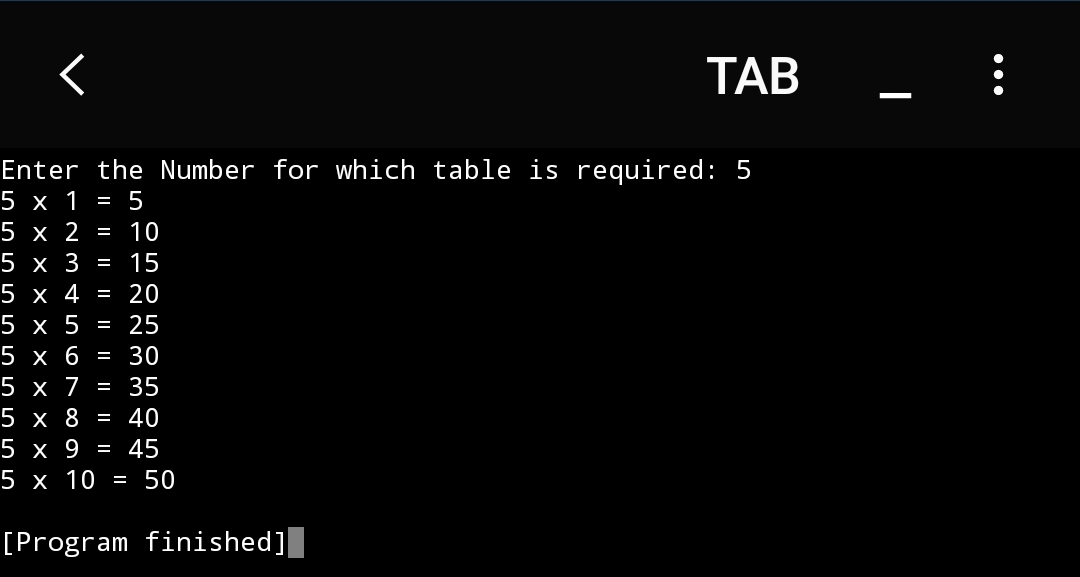 TAB
Enter the Number for which table is required: 5
5 x 1 = 5
5 x 2 = 10
5 x 3 = 15
5 x 4 = 20
5 x 5 = 25
5 x 6 = 30
5 x 7 = 35
5 x 8 = 40
5 x 9 = 45
5 x 10 = 50
[Program finished]